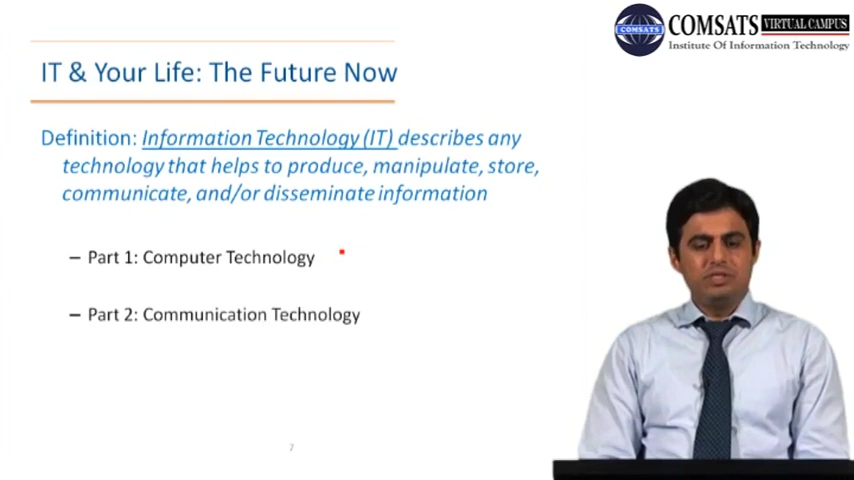 COMSATS VIRTUAL CAMPUS
Institute Of Information Technology
IT & Your Life: The Future Now
Definition: Information Technology (IT) describes any
technology that helps to produce, manipulate, store,
communicate, and/or disseminate information
– Part 1: Computer Technology
– Part 2: Communication Technology
7
COMSATS